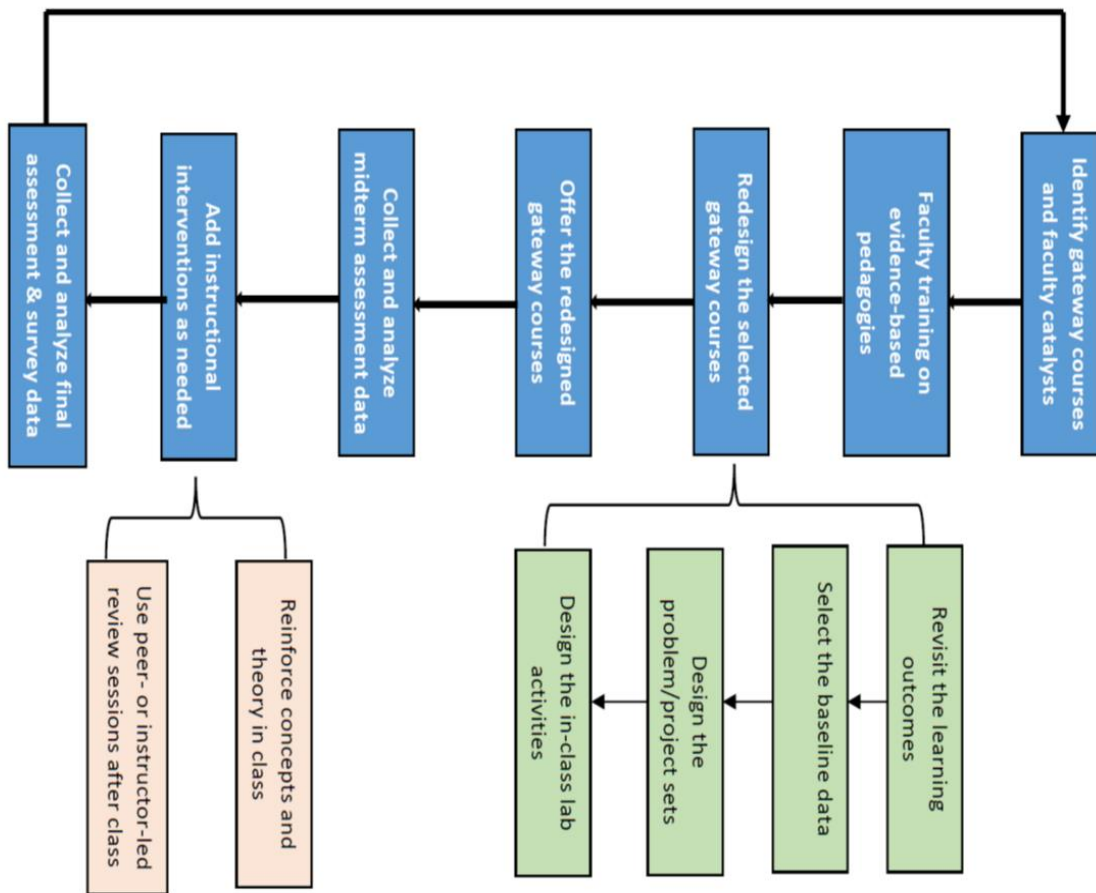 Identify gateway courses
and faculty catalysts
Faculty training on
evidence-based
pedagogies
Redesign the selected
gateway courses
Offer the redesigned
gateway courses
Collect and analyze
midterm assessment data
Add instructional
interventions as needed
Collect and analyze final
assessment & survey data
Revisit the learning
outcomes
Select the baseline data
Design the
problem/project sets
Design the in-class lab
activities
Reinforce concepts and
theory in class
Use peer- or instructor-led
review sessions after class